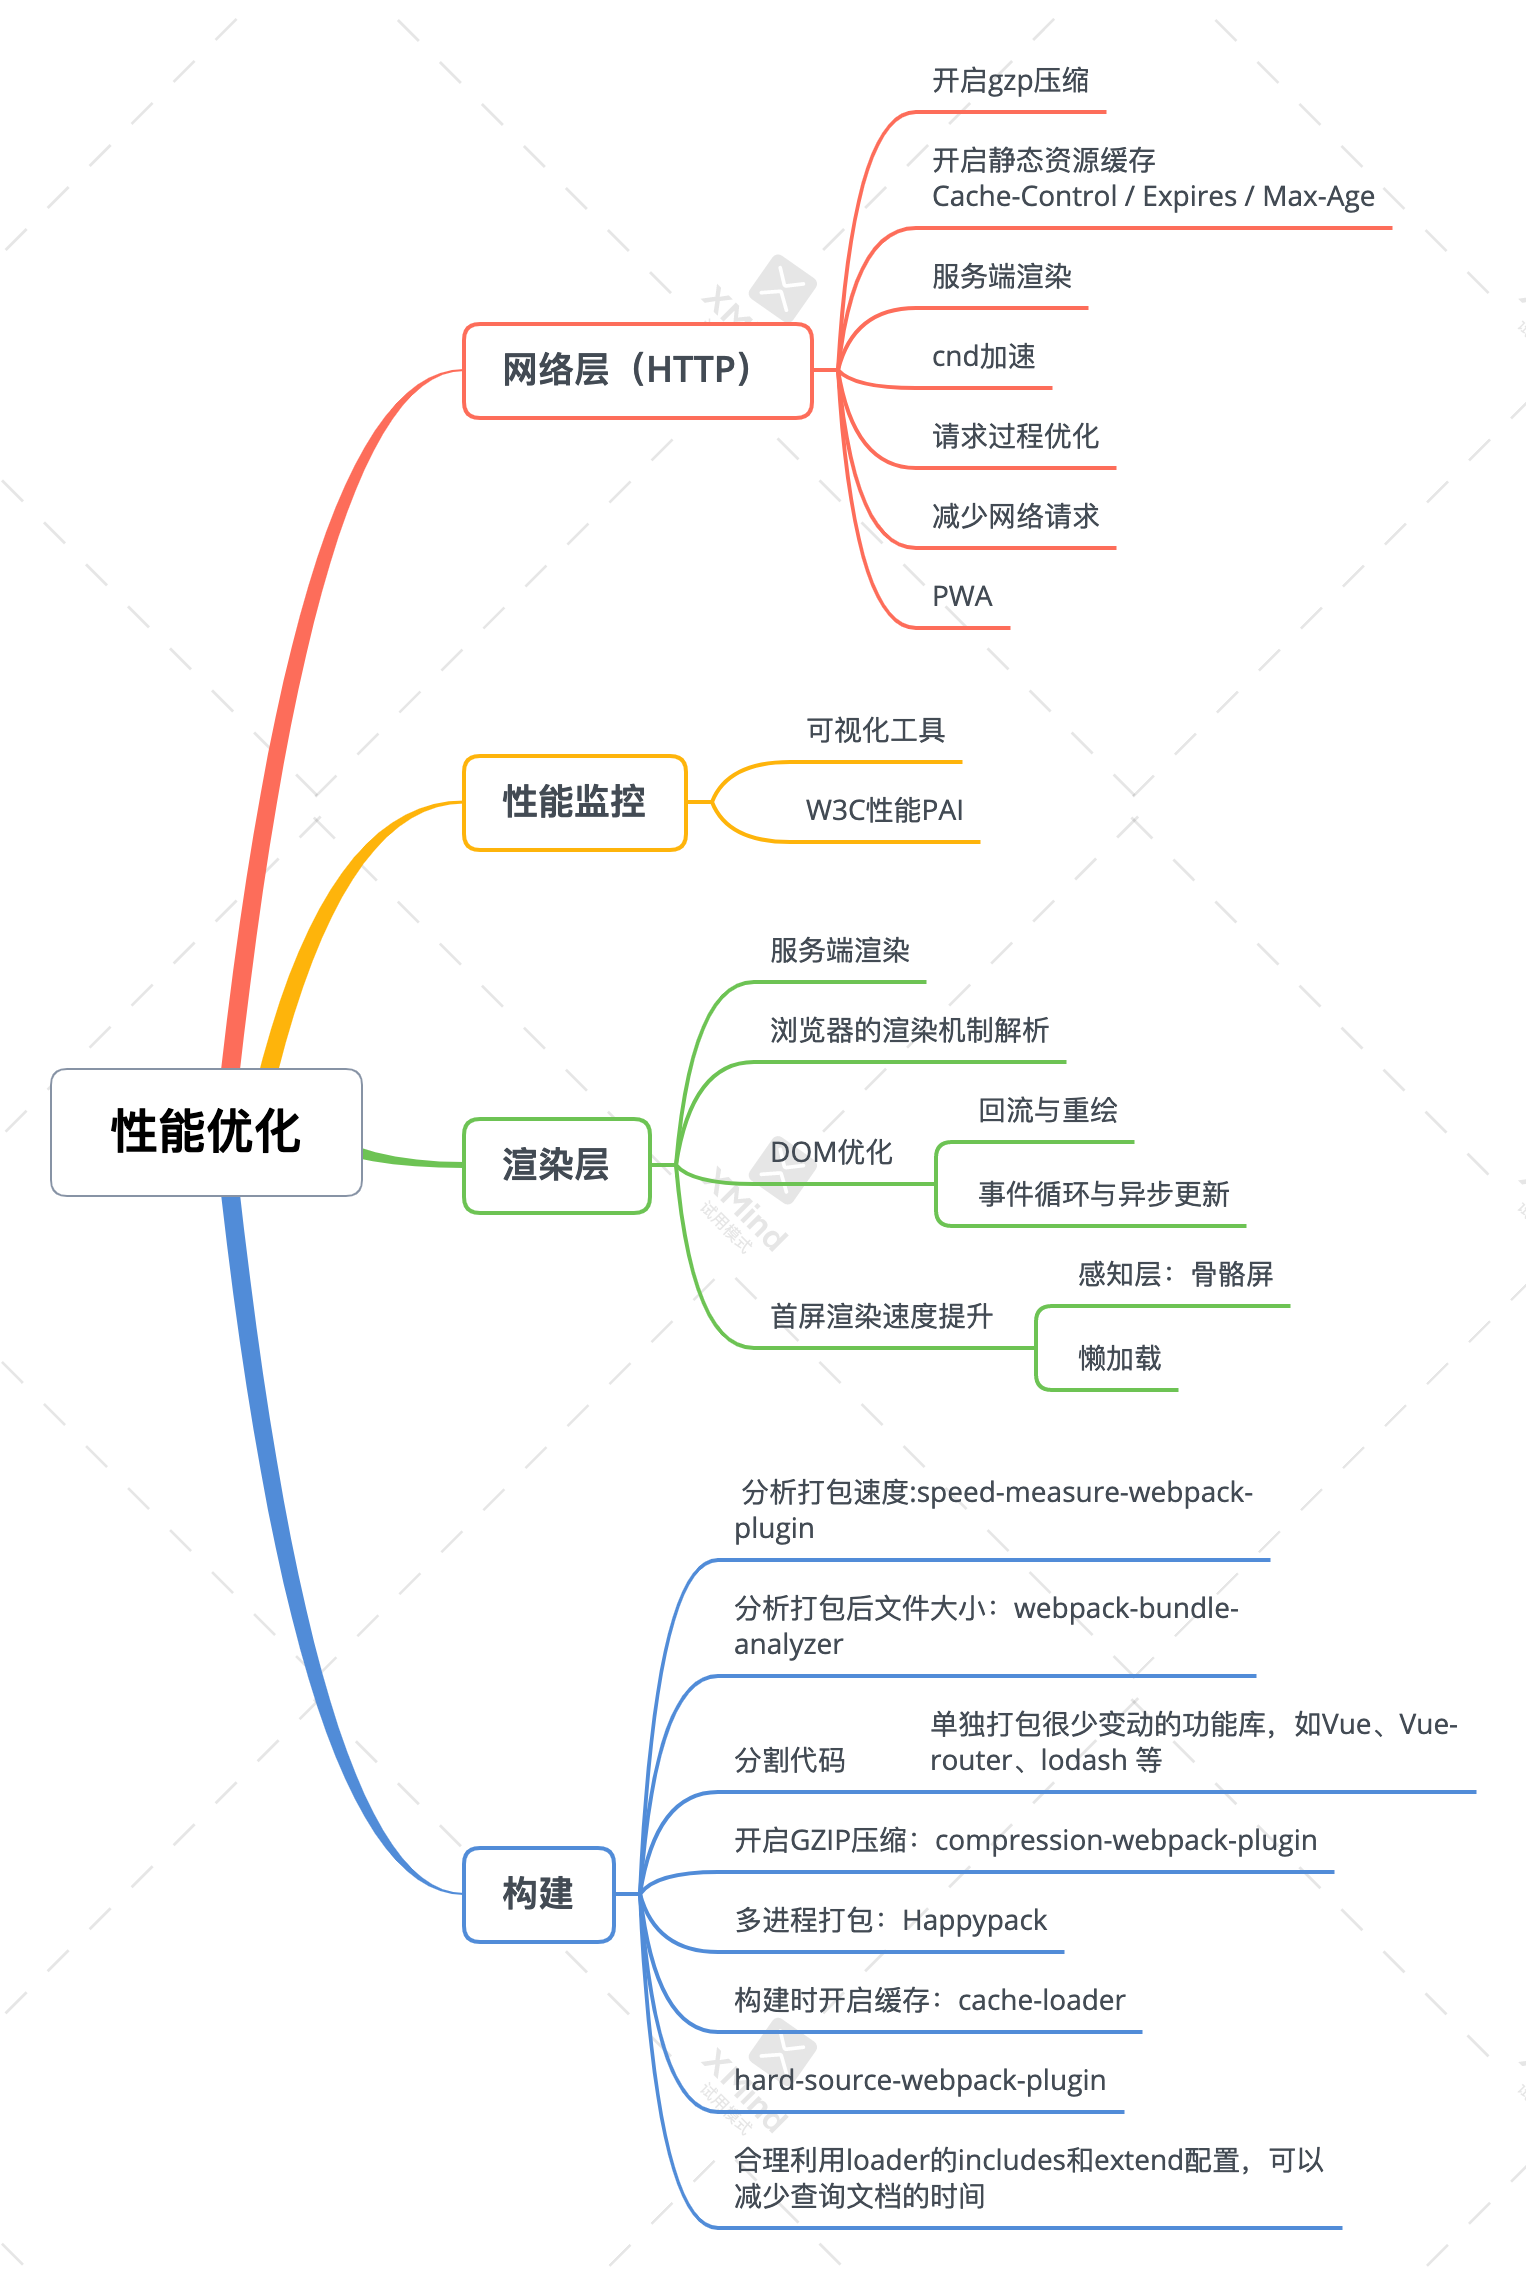 开启gzp压缩
开启静态资源缓存
Cache-Control / Expires / Max-Age
服务端渲染
cnd加速
网络层（HTTP）
请求过程优化
减少网络请求
PWA
可视化工具
性能监控
W3C性能PAI
服务端渲染
浏览器的渲染机制解析
回流与重绘
DOM优化
事件循环与异步更新
性能优化
渲染层
感知层：骨骼屏
首屏渲染速度提升
懒加载
分析打包速度:speed-measure-webpack-
plugin
分析打包后文件大小：webpack-bundle-
analyzer
分割代码
单独打包很少变动的功能库，如Vue、Vue-
router、lodash 等
开启GZIP压缩：compression-webpack-plugin
构建
多进程打包：Happypack
构建时开启缓存：cache-loader
hard-source-webpack-plugin
合理利用loader的includes和extend配置，可以
减少查询文档的时间
XMind
试用模式
XMind
试用模式